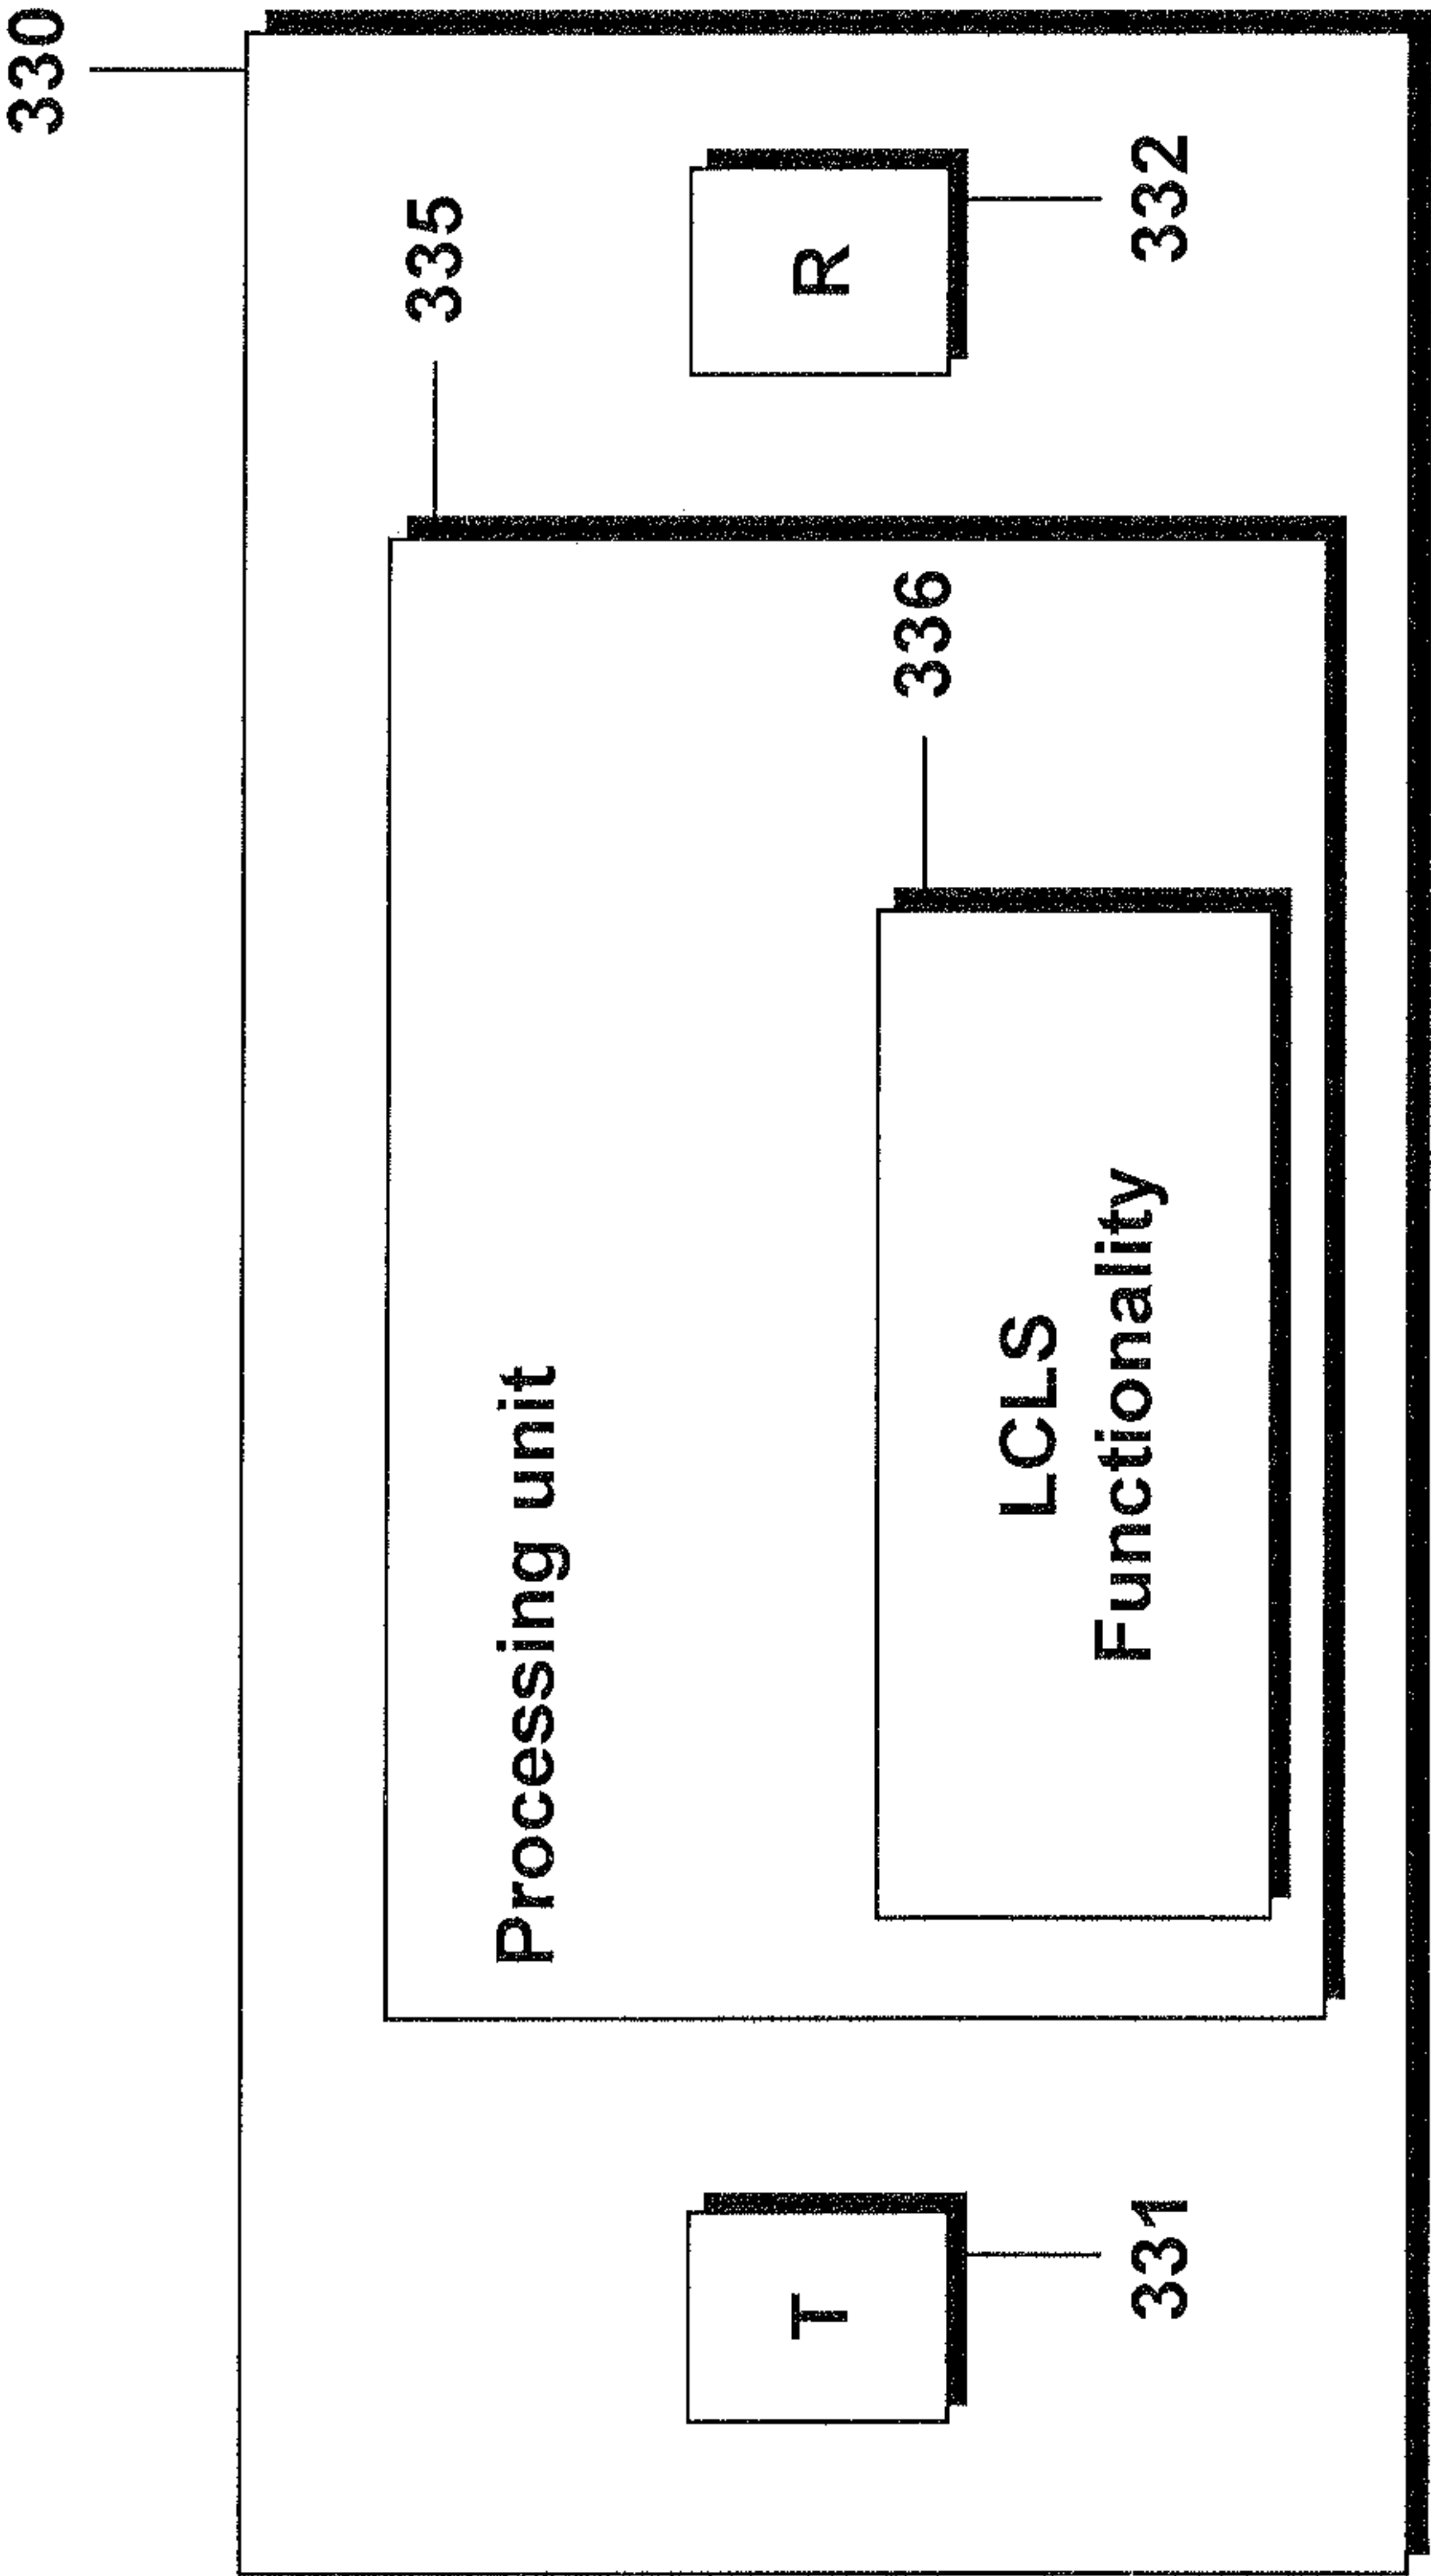 330
335
Processing unit
336
T
R
LCLS
Functionality
331
332